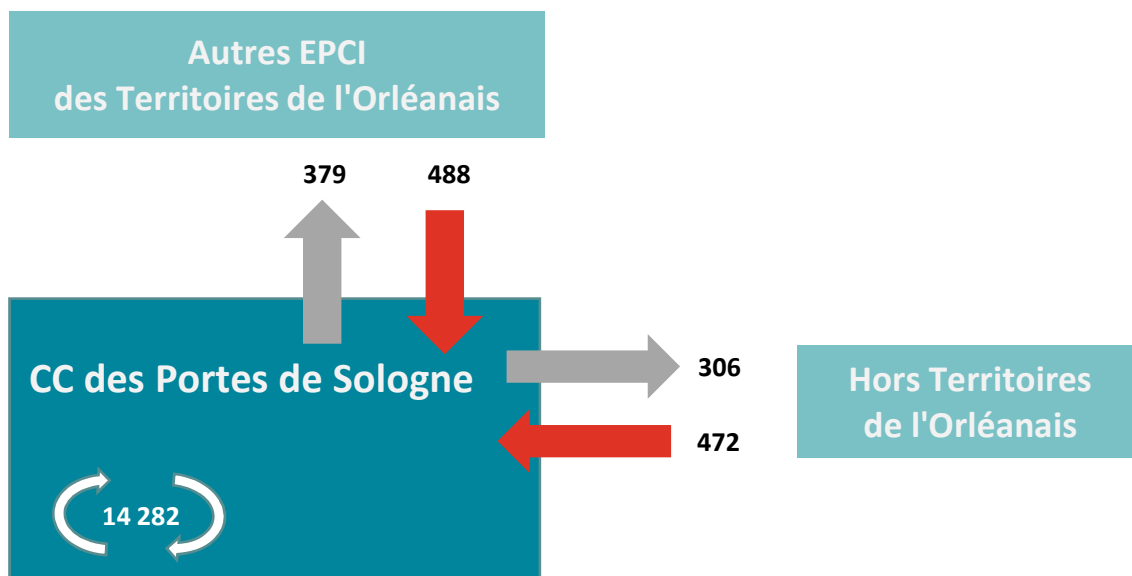 Autres EPCI
des Territoires de l'Orléanais
379
488
CC des Portes de Sologne
306
Hors Territoires
de l'Orléanais
472
14 282